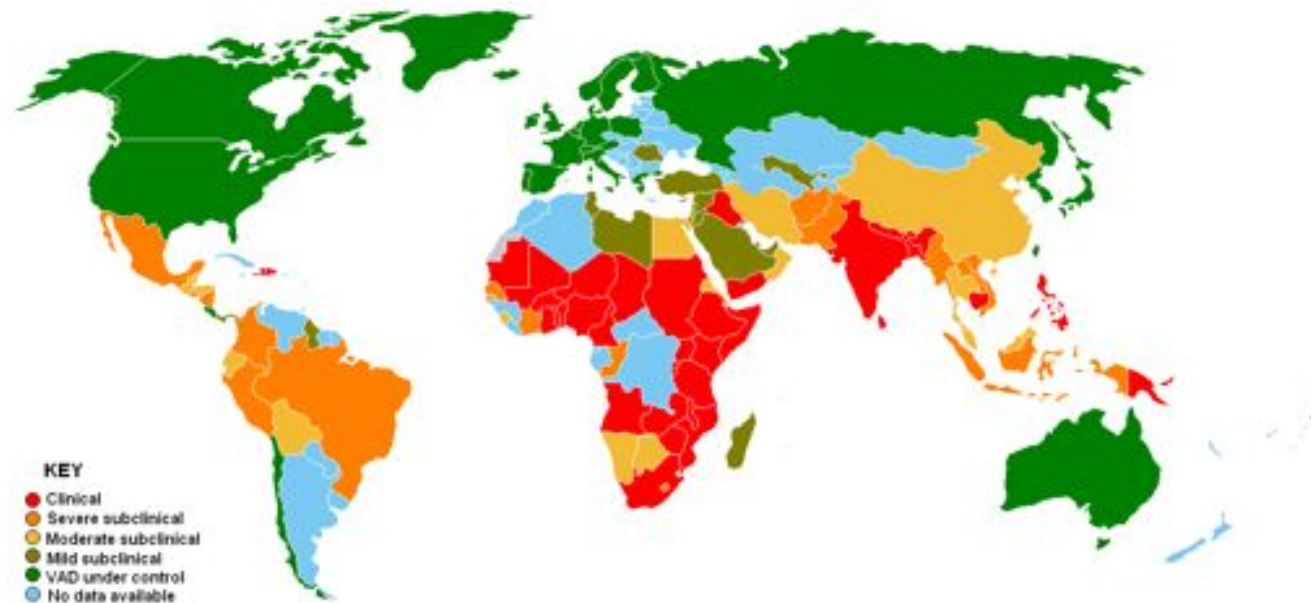 KEY
Clinical
Severe subclinical
Moderate subclinical
Mild subclinical
VAD under control
No data available